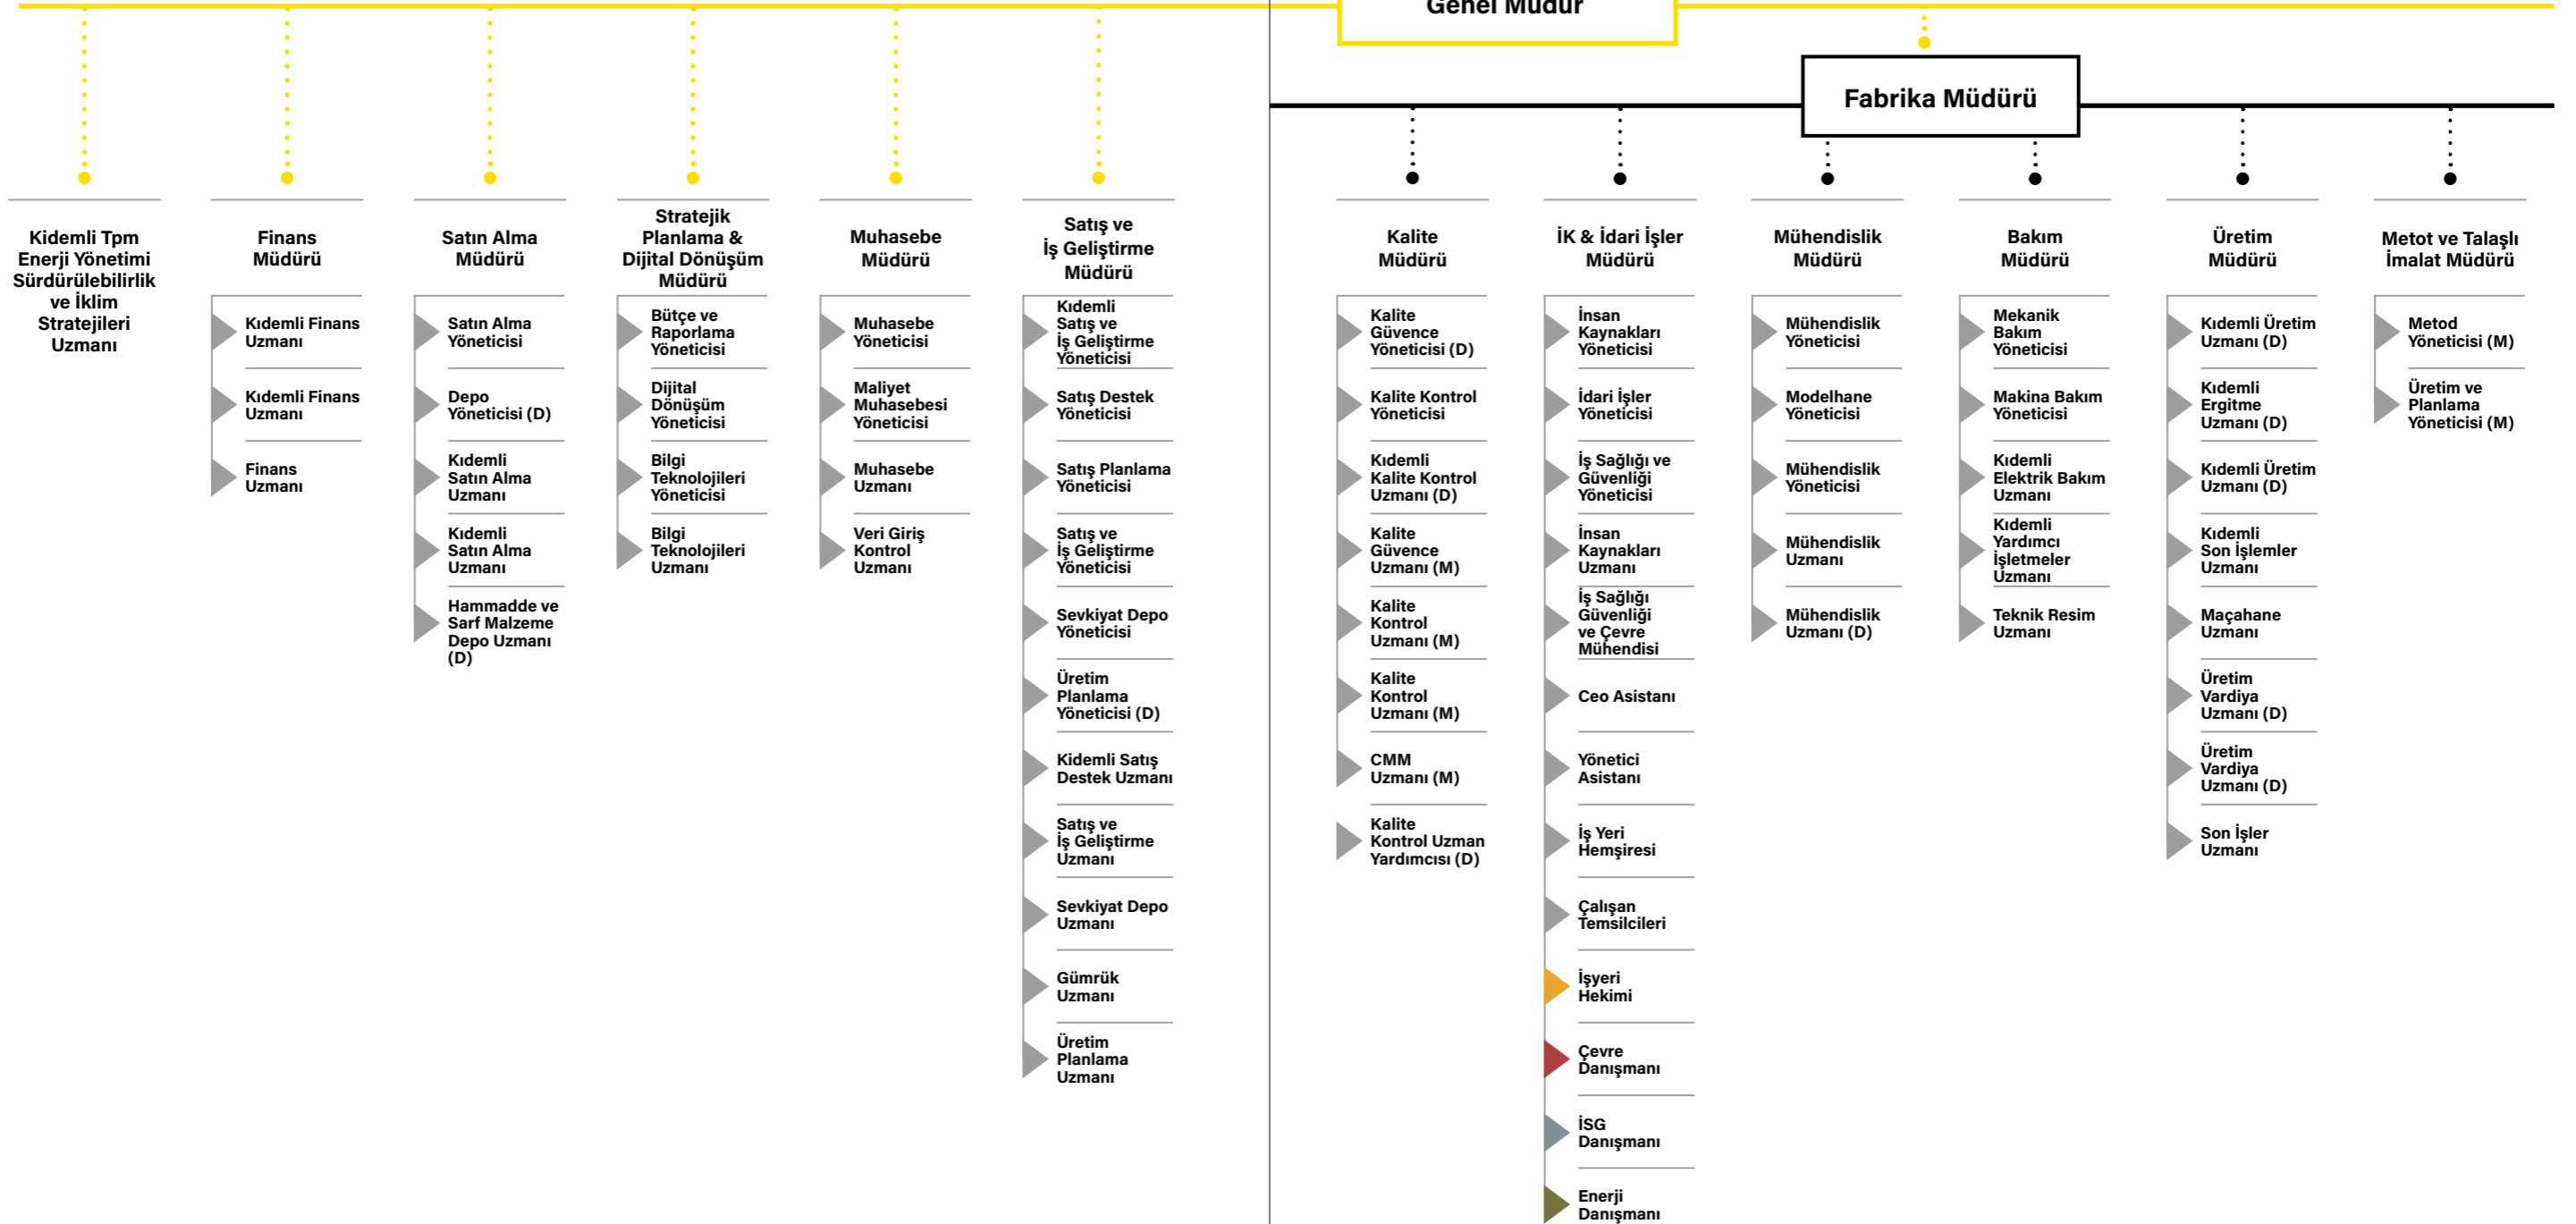 Genel Müdür
Fabrika Müdürü
Kidemli Tpm
Enerji Yönetimi
Sürdürülebilirlik
ve İklim
Stratejileri
Uzmanı
Finans
Müdürü
Kıdemli Finans
Uzmanı
Kıdemli Finans
Uzmanı
Finans
Uzmanı
Satın Alma
Müdürü
Satın Alma
Yöneticisi
Depo
Yöneticisi (D)
Kıdemli
Satın Alma
Uzmanı
Kıdemli
Satın Alma
Uzmanı
Hammadde ve
Sarf Malzeme
Depo Uzmanı
(D)
Stratejik
Planlama &
Dijital Dönüşüm
Müdürü
Bütçe ve
Raporlama
Yöneticisi
Dijital
Dönüşüm
Yöneticisi
Bilgi
Teknolojileri
Yöneticisi
Bilgi
Teknolojileri
Uzmanı
Muhasebe
Müdürü
Muhasebe
Yöneticisi
Maliyet
Muhasebesi
Yöneticisi
Muhasebe
Uzmanı
Veri Giriş
Kontrol
Uzmanı
Satış ve
İş Geliştirme
Müdürü
Kıdemli
Satış ve
İş Geliştirme
Yöneticisi
Satış Destek
Yöneticisi
Satış Planlama
Yöneticisi
Satış ve
İş Geliştirme
Yöneticisi
Sevkiyat Depo
Yöneticisi
Üretim
Planlama
Yöneticisi (D)
Kidemli Satış
Destek Uzmanı
Satış ve
İş Geliştirme
Uzmanı
Sevkiyat Depo
Uzmanı
Gümrük
Uzmanı
Üretim
Planlama
Uzmanı
Kalite
Müdürü
Kalite
Güvence
Yöneticisi (D)
Kalite Kontrol
Yöneticisi
Kıdemli
Kalite Kontrol
Uzmanı (D)
Kalite
Güvence
Uzmanı (M)
Kalite
Kontrol
Uzmanı (M)
Kalite
Kontrol
Uzmanı (M)
CMM
Uzmanı (M)
Kalite
Kontrol Uzman
Yardımcısı (D)
İK & İdari İşler
Müdürü
İnsan
Kaynakları
Yöneticisi
İdari İşler
Yöneticisi
İş Sağlığı ve
Güvenliği
Yöneticisi
İnsan
Kaynakları
Uzmanı
İş Sağlığı
Güvenliği
ve Çevre
Mühendisi
Ceo Asistanı
Yönetici
Asistanı
İş Yeri
Hemşiresi
Çalışan
Temsilcileri
İşyeri
Hekimi
Çevre
Danışmanı
İSG
Danışmanı
Enerji
Danışmanı
Mühendislik
Müdürü
Mühendislik
Yöneticisi
Modelhane
Yöneticisi
Mühendislik
Yöneticisi
Mühendislik
Uzmanı
Mühendislik
Uzmanı (D)
Bakım
Müdürü
Mekanik
Bakım
Yöneticisi
Makina Bakım
Yöneticisi
Kıdemli
Elektrik Bakım
Uzmanı
Kıdemli
Yardımcı
İşletmeler
Uzmanı
Teknik Resim
Uzmanı
Üretim
Müdürü
Kıdemli Üretim
Uzmanı (D)
Kıdemli
Ergitme
Uzmanı (D)
Kıdemli Üretim
Uzmanı (D)
Kıdemli
Son İşlemler
Uzmanı
Maçahane
Uzmanı
Üretim
Vardiya
Uzmanı (D)
Üretim
Vardiya
Uzmanı (D)
Son İşler
Uzmanı
Metot ve Talaşlı
İmalat Müdürü
Metod
Yöneticisi (M)
Üretim ve
Planlama
Yöneticisi (M)